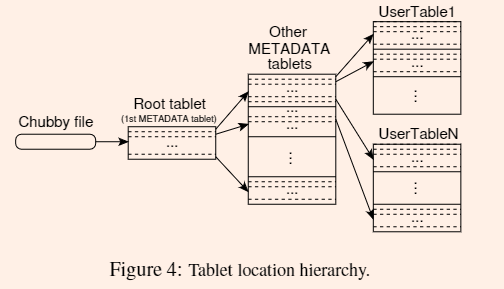 UserTable1
Other
METADATA
tablets
...
...
Root tablet
(1st METADATA tablet)
Chubby file
...
...
...
...
⋮
UserTableN
...
⋮
...
⋮
...
Figure 4: Tablet location hierarchy.